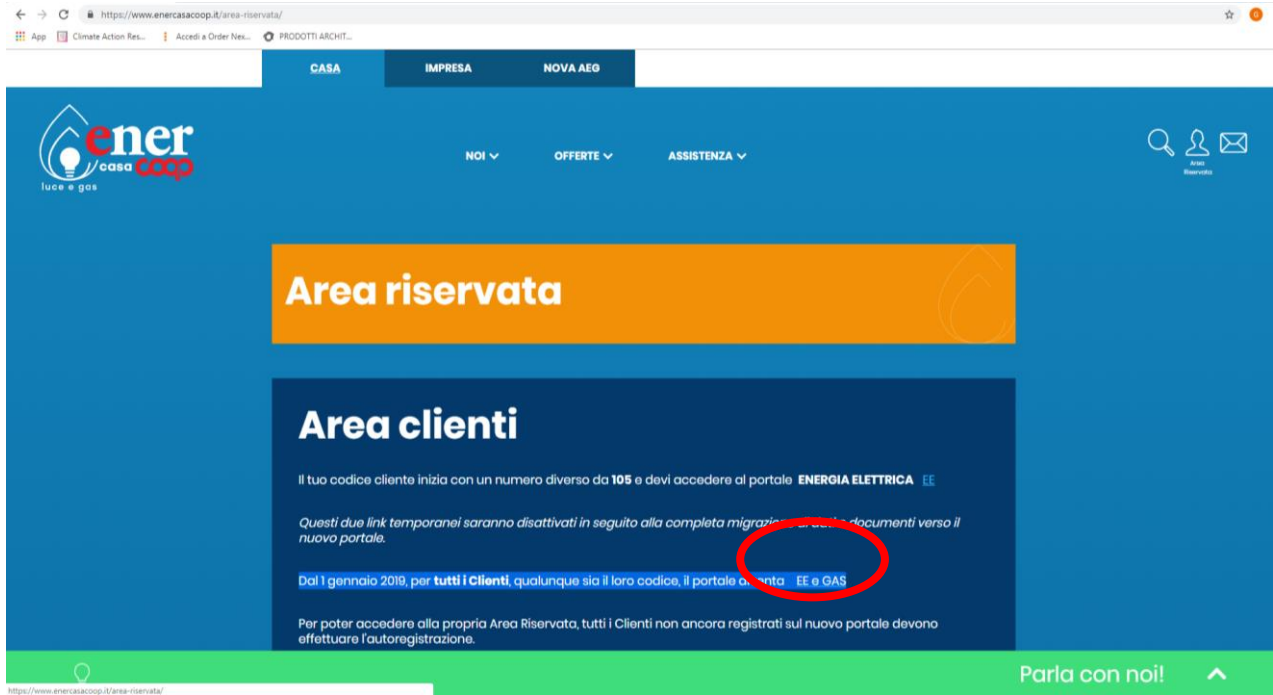 https://www.enercasacoop.it/area-riservata/
App Climate Action Res... Accedi a Order Nes... PRODOTTI ARCHIT...
CASA IMPRESA NOVA AEG
ener
casa coop
luce e gas
NOI OFFERTE ASSISTENZA
Area
Riservata
Area riservata
Area clienti
Il tuo codice cliente inizia con un numero diverso da 105 e devi accedere al portale ENERGIA ELETTRICA EE
Questi due link temporanei saranno disattivati in seguito alla completa migrazione di dati e documenti verso il
nuovo portale.
Dal 1 gennaio 2019, per tutti i Clienti, qualunque sia il loro codice, il portale diventa EE e GAS
Per poter accedere alla propria Area Riservata, tutti i Clienti non ancora registrati sul nuovo portale devono
effettuare l'autoregistrazione.
Parla con noi!
https://www.enercasacoop.it/area-riservata/